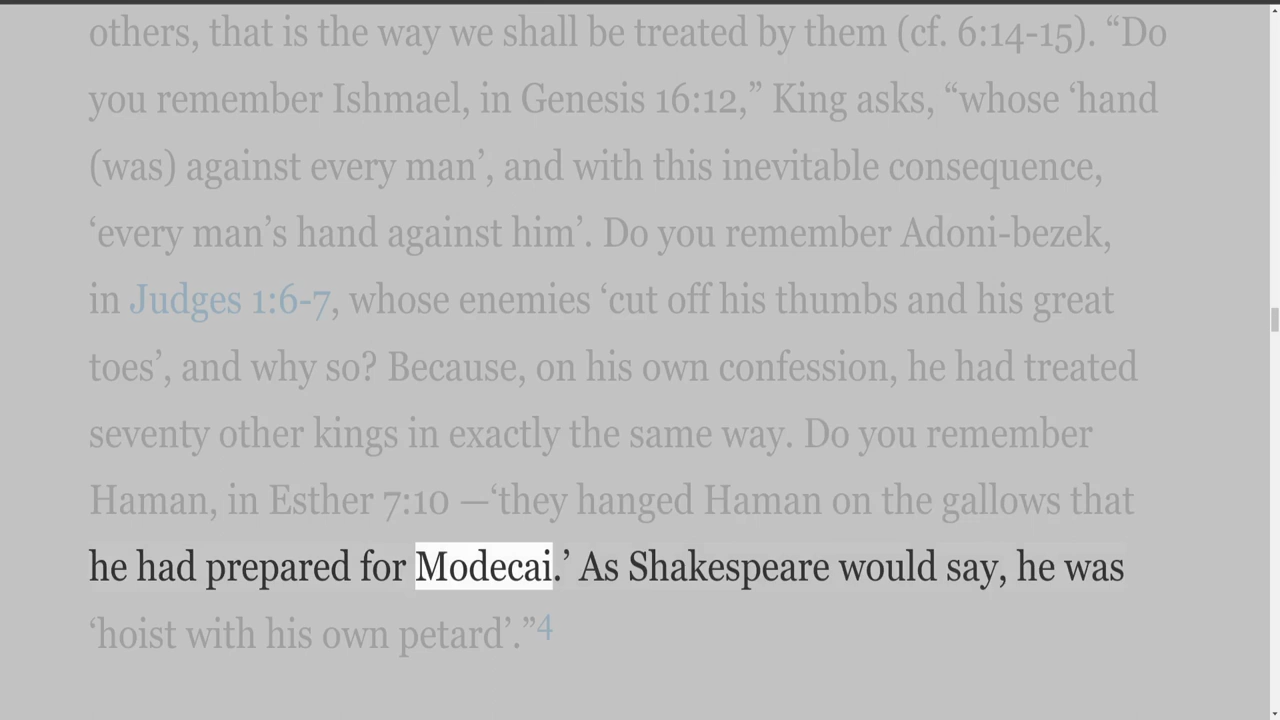 others, that is the way we shall be treated by them (cf. 6:14-15). “Do
you remember Ishmael, in Genesis 16:12,” King asks, “whose ‘hand
(was) against every man’, and with this inevitable consequence,
‘every man’s hand against him’. Do you remember Adoni-bezek,
in Judges 1:6-7, whose enemies ‘cut off his thumbs and his great
toes’, and why so? Because, on his own confession, he had treated
seventy other kings in exactly the same way. Do you remember
Haman, in Esther 7:10 —‘they hanged Haman on the gallows that
he had prepared for Modecai.’ As Shakespeare would say, he was
‘hoist with his own petard’.”4